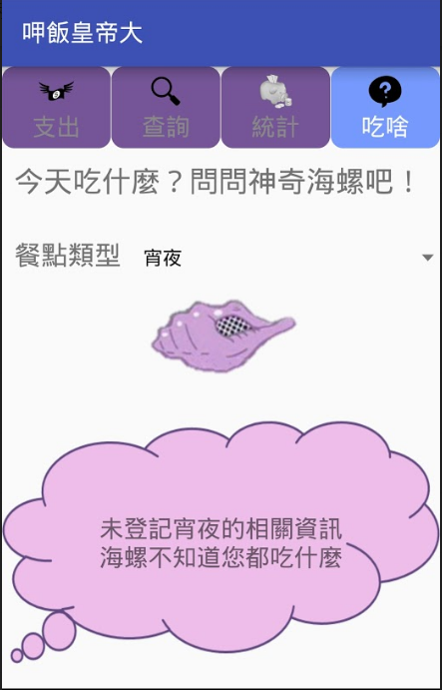 呷飯皇帝大
支出
查詢
統計
吃啥
今天吃什麼？問問神奇海螺吧！
餐點類型 宵夜
未登記宵夜的相關資訊
海螺不知道您都吃什麼